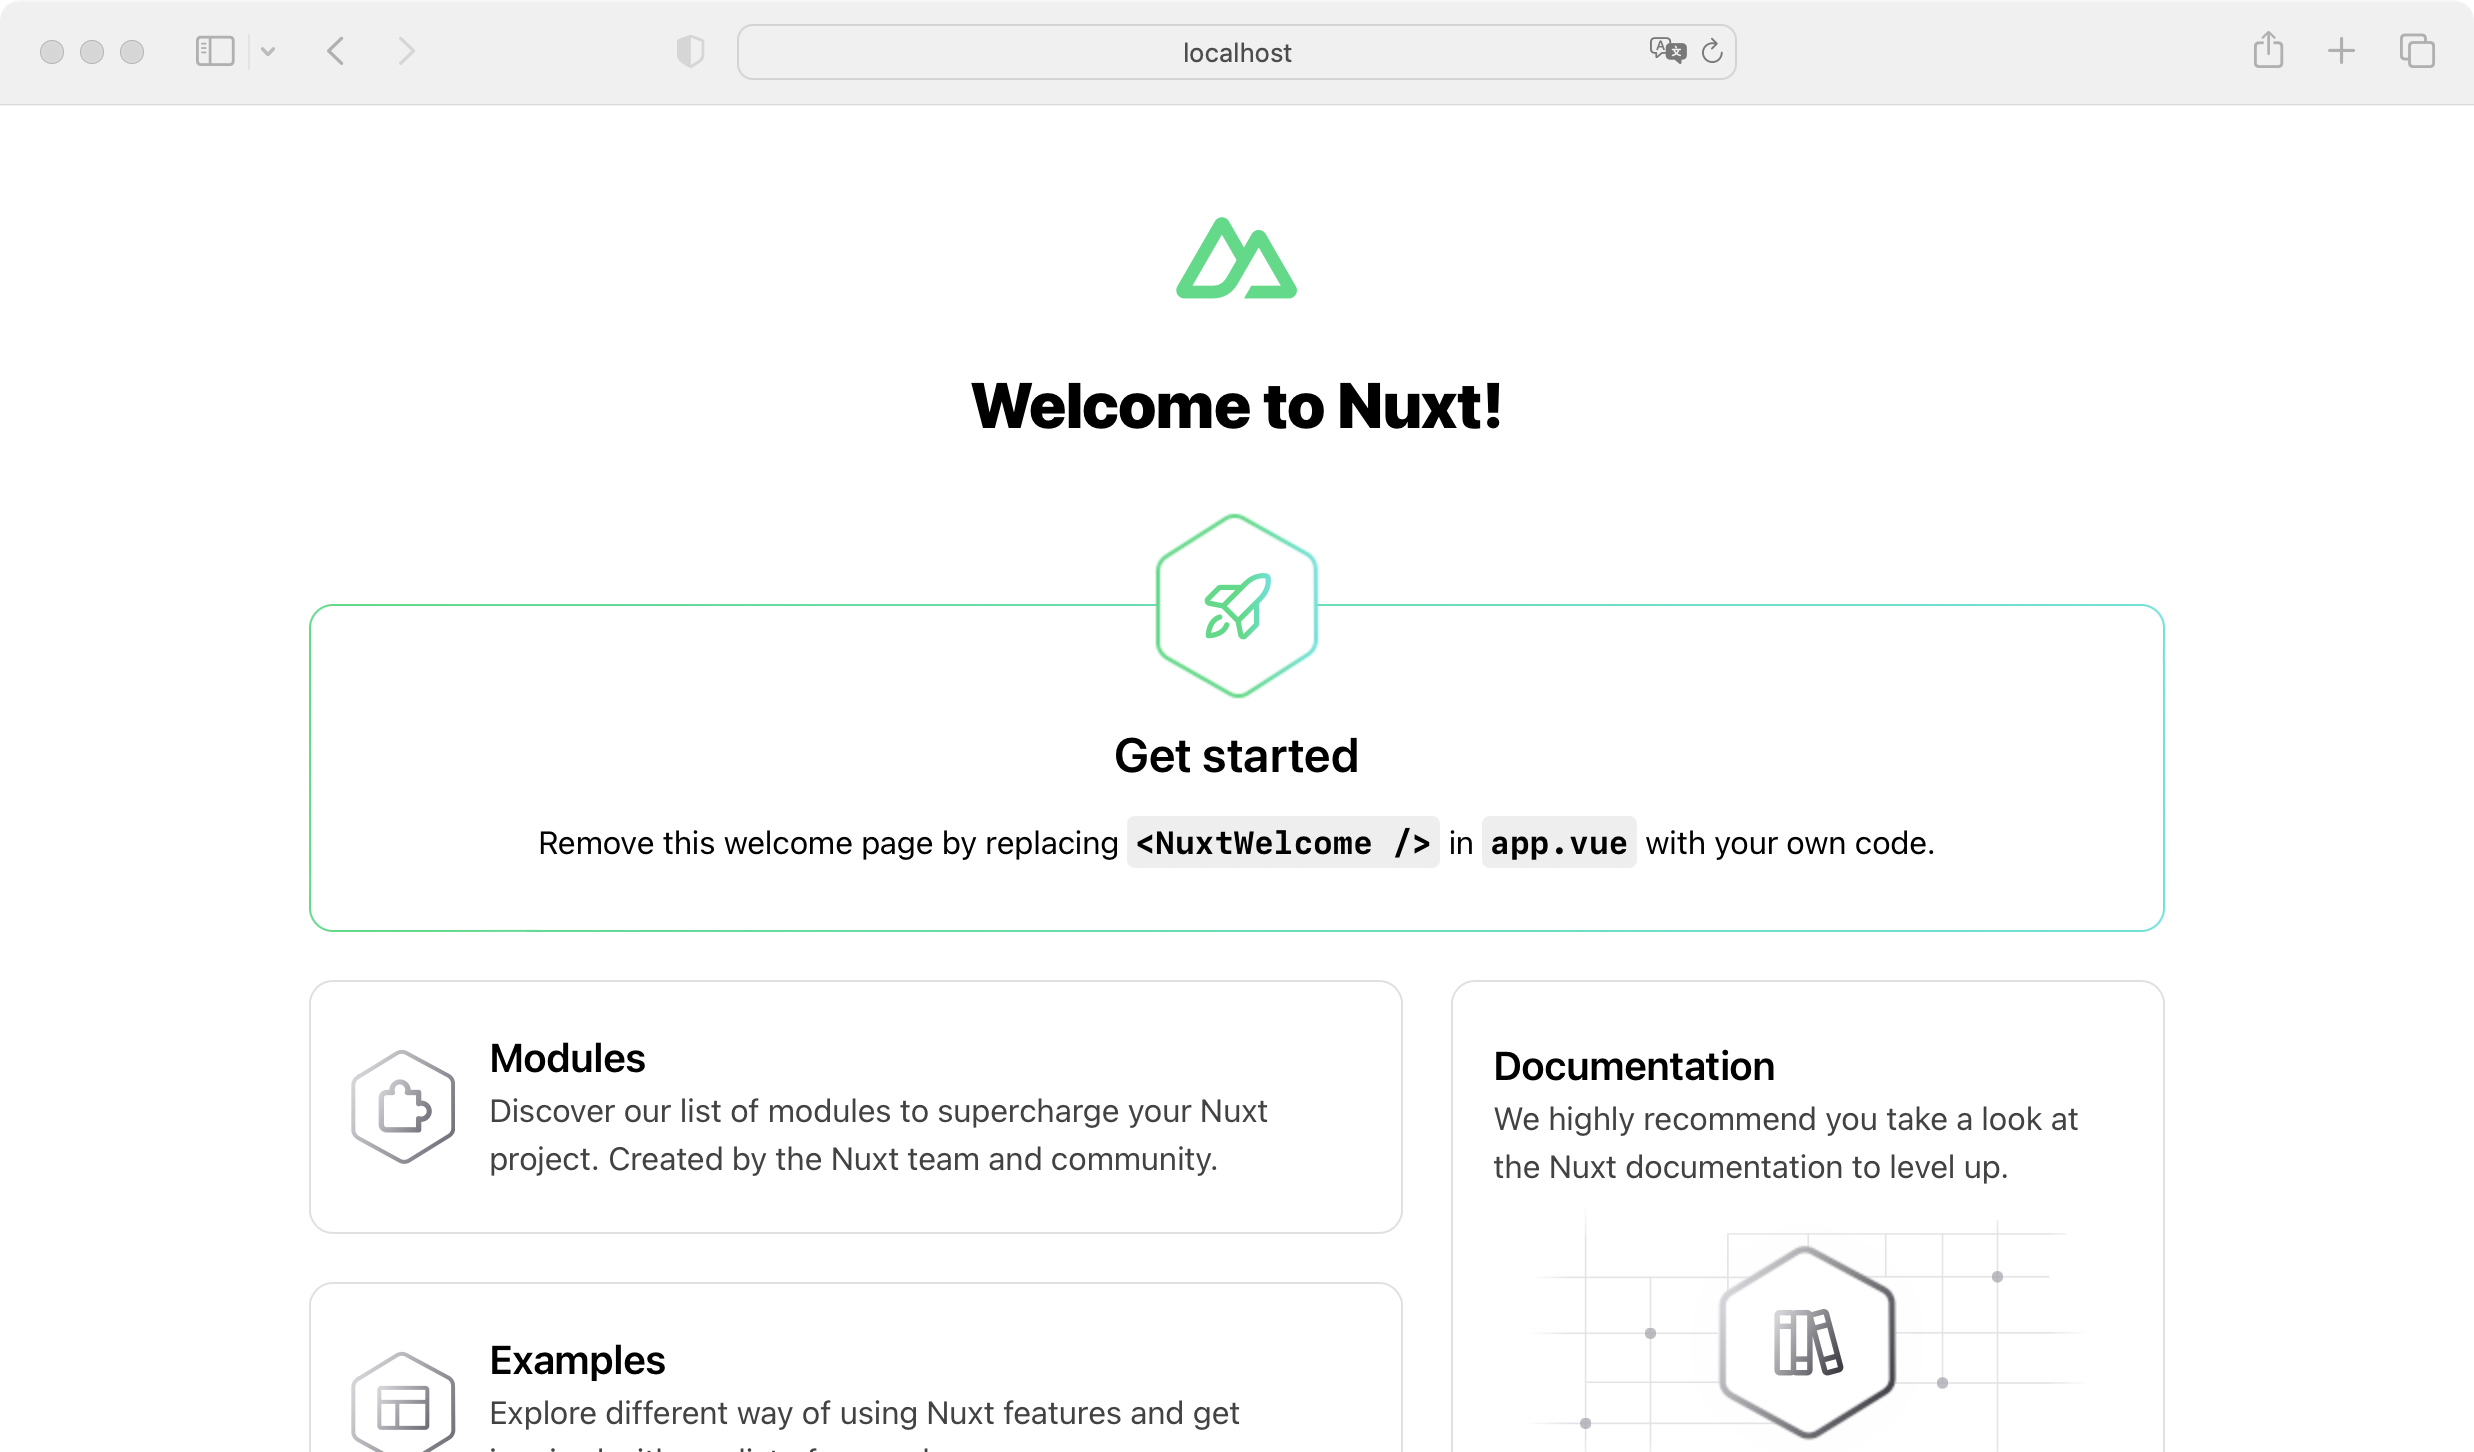 localhost
Welcome to Nuxt!
Get started
Remove this welcome page by replacing <NuxtWelcome /> in app.vue with your own code.
Modules
Discover our list of modules to supercharge your Nuxt
project. Created by the Nuxt team and community.
Documentation
We highly recommend you take a look at
the Nuxt documentation to level up.
Examples
Explore different way of using Nuxt features and get